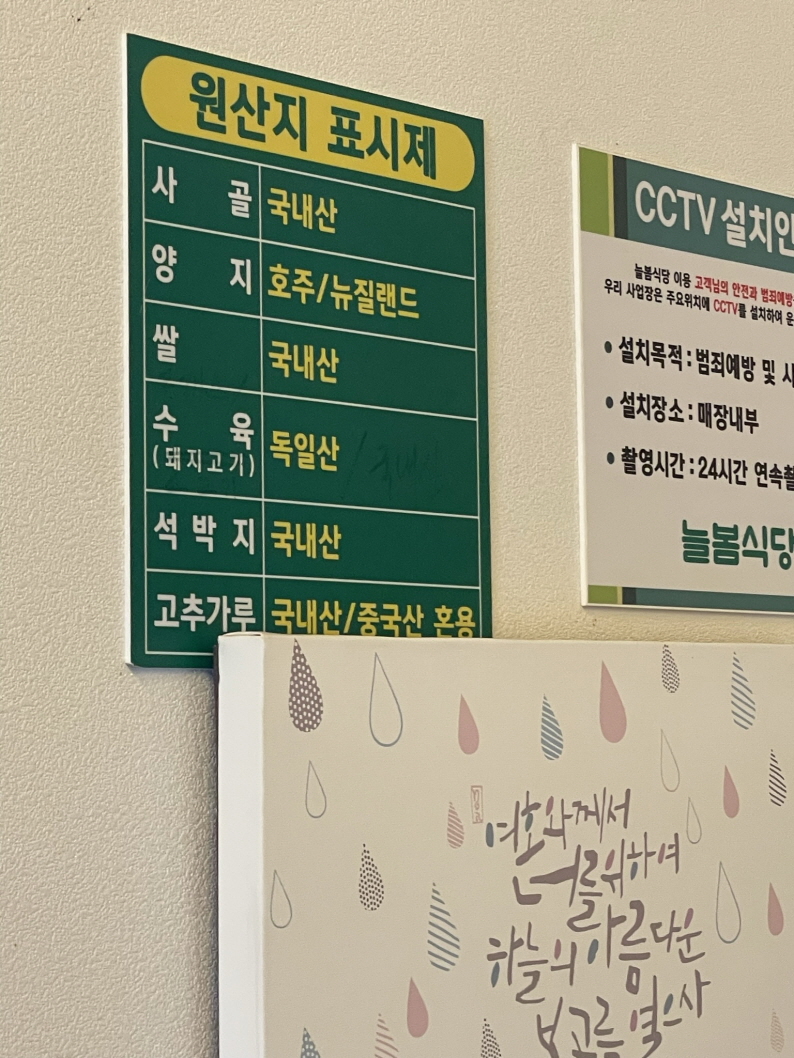 원산지 표시제
사 골 국내산
양 지 호주/뉴질랜드
쌀 국내산
수 육 독일산 / 국내산
(돼지고기)
석 박 지 국내산
고추가루 국내산/중국산 혼용
CCTV 설치안
늘봄식당 이용 고객님의 안전과 범죄예방
우리 사업장은 주요위치에 CCTV를 설치하여 운
• 설치목적 : 범죄예방 및 시
• 설치장소 : 매장내부
• 촬영시간 : 24시간 연속촬
늘봄식당
여호와께서
너를위하여
하늘의아름다운
보고를열으사